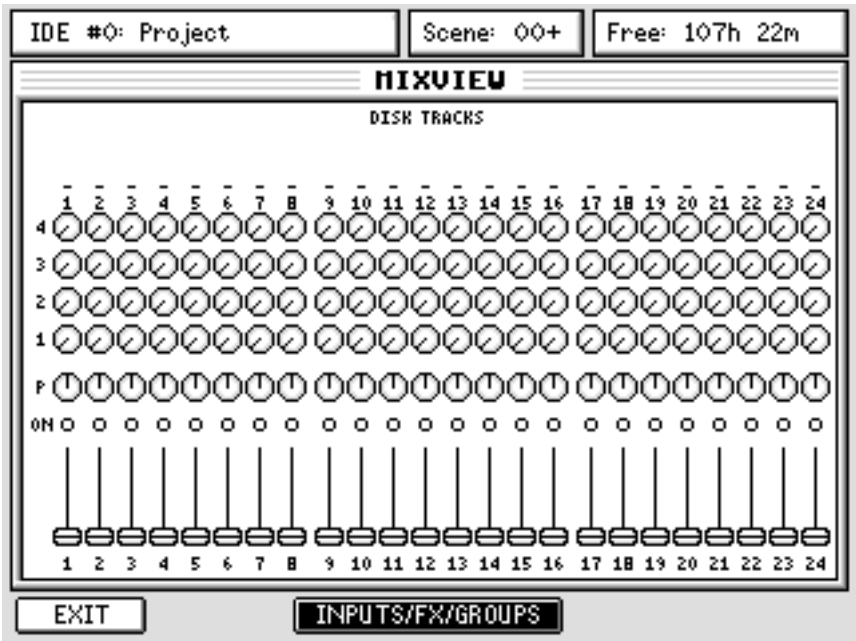 IDE #0: Project Scene: 00+ Free: 107h 22m
MIXVIEW
DISK TRACKS
- - - - - - - - - - - - - - - - - - - - - - - -
1 2 3 4 5 6 7 8 9 10 11 12 13 14 15 16 17 18 19 20 21 22 23 24
4
3
2
1
P
ON
1 2 3 4 5 6 7 8 9 10 11 12 13 14 15 16 17 18 19 20 21 22 23 24
EXIT INPUTS/FX/GROUPS